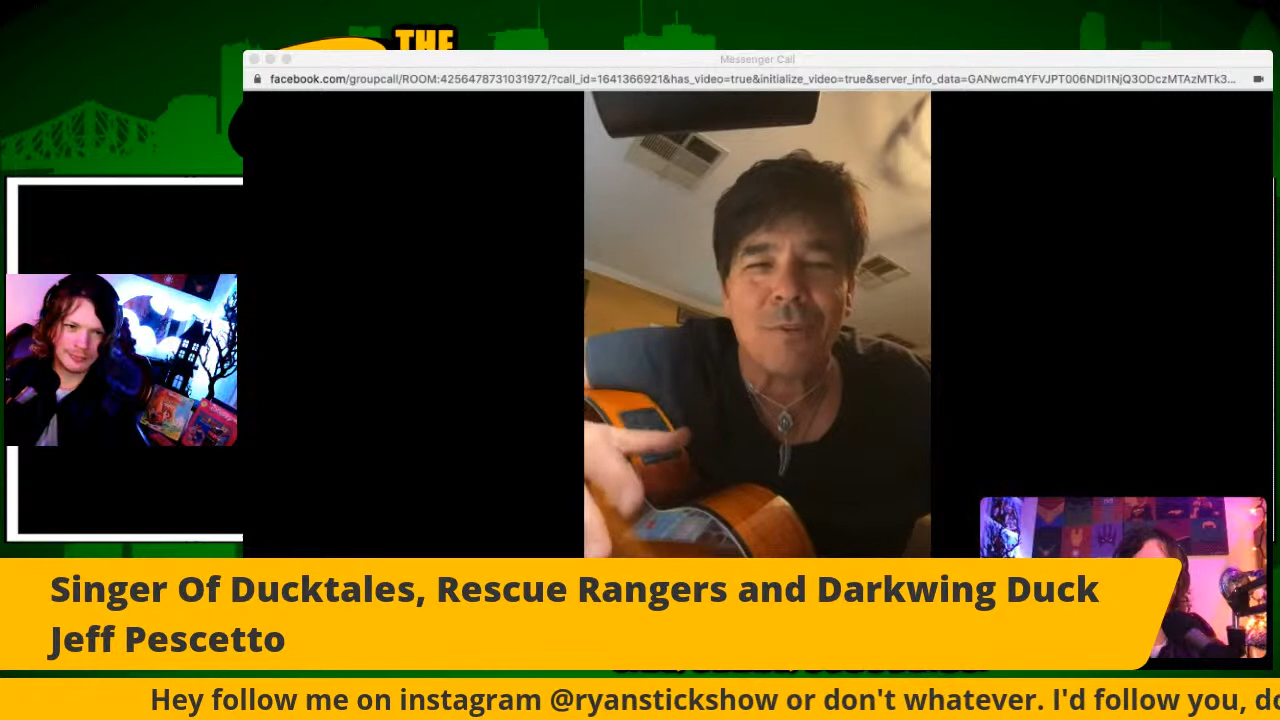 THE
Messenger Call
facebook.com/groupcall/ROOM:4256478731031972/?call_id=1641366921&has_video=true&initialize_video=true&server_info_data=GANwcm4YFVJPT006NDI1NjQ3ODczMTAzMTk3...
Singer Of Ducktales, Rescue Rangers and Darkwing Duck
Jeff Pescetto
Hey follow me on instagram @ryanstickshow or don't whatever. I'd follow you, do